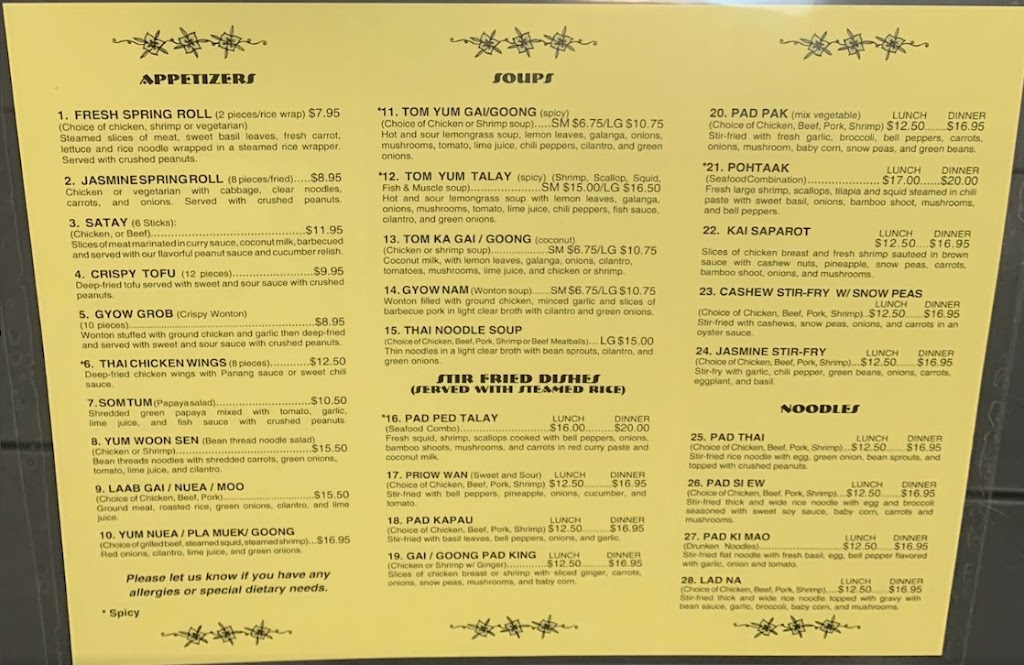 APPETIZERS
1. FRESH SPRING ROLL (2 pieces/rice wrap) $7.95
(Choice of chicken, shrimp or vegetarian)
Steamed slices of meat, sweet basil leaves, fresh carrot,
lettuce and rice noodle wrapped in a steamed rice wrapper.
Served with crushed peanuts.
2. JASMINE SPRING ROLL (8 pieces/fried).....$8.95
Chicken or vegetarian with cabbage, clear noodles,
carrots, and onions. Served with crushed peanuts.
3. SATAY (6 Sticks):
(Chicken, or Beef)..........................................$11.95
Slices of meat marinated in curry sauce, coconut milk, barbecued
and served with our flavorful peanut sauce and cucumber relish.
4. CRISPY TOFU (12 pieces)......................$9.95
Deep-fried tofu served with sweet and sour sauce with crushed
peanuts.
5. GYOW GROB (Crispy Wonton)
(10 pieces)..................................................$8.95
Wonton stuffed with ground chicken and garlic then deep-fried
and served with sweet and sour sauce with crushed peanuts.
*6. THAI CHICKEN WINGS (8 pieces)...........$12.50
Deep-fried chicken wings with Panang sauce or sweet chili
sauce.
7. SOM TUM (Papaya salad).........................$10.50
Shredded green papaya mixed with tomato, garlic,
lime juice, and fish sauce with crushed peanuts.
8. YUM WOON SEN (Bean thread noodle salad)
(Chicken or Shrimp)....................................$15.50
Bean threads noodles with shredded carrots, green onions,
tomato, lime juice, and cilantro.
9. LAAB GAI / NUEA / MOO
(Choice of Chicken, Beef, Pork)........................$15.50
Ground meat, roasted rice, green onions, cilantro, and lime
juice.
10. YUM NUEA / PLA MUEK/ GOONG
(Choice of grilled beef, steamed squid, steamed shrimp)...$16.95
Red onions, cilantro, lime juice, and green onions.
Please let us know if you have any
allergies or special dietary needs.
* Spicy
SOUPS
*11. TOM YUM GAI/GOONG (spicy)
(Choice of Chicken or Shrimp soup).....SM $6.75/LG $10.75
Hot and sour lemongrass soup, lemon leaves, galanga, onions,
mushrooms, tomato, lime juice, chili peppers, cilantro, and green
onions.
*12. TOM YUM TALAY (spicy) (Shrimp, Scallop, Squid,
Fish & Muscle soup)....................SM $15.00/LG $16.50
Hot and sour lemongrass soup with lemon leaves, galanga,
onions, mushrooms, tomato, lime juice, chili peppers, fish sauce,
cilantro, and green onions.
13. TOM KA GAI / GOONG (coconut)
(Chicken or shrimp soup)................SM $6.75/LG $10.75
Coconut milk, with lemon leaves, galanga, onions, cilantro,
tomatoes, mushrooms, lime juice, and chicken or shrimp.
14. GYOW NAM (Wonton soup)......SM $6.75/LG $10.75
Wonton filled with ground chicken, minced garlic and slices of
barbecue pork in light clear broth with cilantro and green onions.
15. THAI NOODLE SOUP
(Choice of Chicken, Beef, Pork, Shrimp or Beef Meatballs)... LG $15.00
Thin noodles in a light clear broth with bean sprouts, cilantro, and
green onions.
STIR FRIED DISHES
(SERVED WITH STEAMED RICE)
*16. PAD PED TALAY LUNCH DINNER
(Seafood Combo)............................$16.00........$20.00
Fresh squid, shrimp, scallops cooked with bell peppers, onions,
bamboo shoots, mushrooms, and carrots in red curry paste and
coconut milk.
17. PRIOW WAN (Sweet and Sour) LUNCH DINNER
(Choice of Chicken, Beef, Pork, Shrimp) $12.50.........$16.95
Stir-fried with bell peppers, pineapple, onions, cucumber, and
tomato.
18. PAD KAPAU LUNCH DINNER
(Choice of Chicken, Beef, Pork, Shrimp) $12.50.........$16.95
Stir-fried with basil leaves, bell peppers, onions, and garlic.
19. GAI / GOONG PAD KING LUNCH DINNER
(Chicken or Shrimp w/ Ginger)............$12.50.........$16.95
Slices of chicken breast or shrimp with sliced ginger, carrots,
onions, snow peas, mushrooms, and baby corn.
20. PAD PAK (mix vegetable) LUNCH DINNER
(Choice of Chicken, Beef, Pork, Shrimp) $12.50........$16.95
Stir-fried with fresh garlic, broccoli, bell peppers, carrots,
onions, mushroom, baby corn, snow peas, and green beans.
*21. POHTAAK LUNCH DINNER
(Seafood Combination)....................$17.00.......$20.00
Fresh large shrimp, scallops, tilapia and squid steamed in chili
paste with sweet basil, onions, bamboo shoot, mushrooms,
and bell peppers.
22. KAI SAPAROT LUNCH DINNER
$12.50....$16.95
Slices of chicken breast and fresh shrimp sauteed in brown
sauce with cashew nuts, pineapple, snow peas, carrots,
bamboo shoot, onions, and mushrooms.
23. CASHEW STIR-FRY W/ SNOW PEAS
LUNCH DINNER
(Choice of Chicken, Beef, Pork, Shrimp)..$12.50.......$16.95
Stir-fried with cashews, snow peas, onions, and carrots in an
oyster sauce.
24. JASMINE STIR-FRY LUNCH DINNER
(Choice of Chicken, Beef, Pork, Shrimp)...$12.50......$16.95
Stir-fry with garlic, chili pepper, green beans, onions, carrots,
eggplant, and basil.
NOODLES
25. PAD THAI LUNCH DINNER
(Choice of Chicken, Beef, Pork, Shrimp)...$12.50.....$16.95
Stir-fried rice noodle with egg, green onion, bean sprouts, and
topped with crushed peanuts.
26. PAD SI EW LUNCH DINNER
(Choice of Chicken, Beef, Pork, Shrimp)...$12.50.....$16.95
Stir-fried thick and wide rice noodle with egg and broccoli
seasoned with sweet soy sauce, baby corn, carrots and
mushrooms.
27. PAD KI MAO LUNCH DINNER
(Drunken Noodles)........................$12.50.....$16.95
Stir-fried flat noodle with fresh basil, egg, bell pepper flavored
with garlic, onion and tomato.
28. LAD NA LUNCH DINNER
(Choice of Chicken, Beef, Pork, Shrimp)....$12.50.....$16.95
Stir-fried thick and wide rice noodle topped with gravy with
bean sauce, garlic, broccoli, baby corn, and mushrooms.